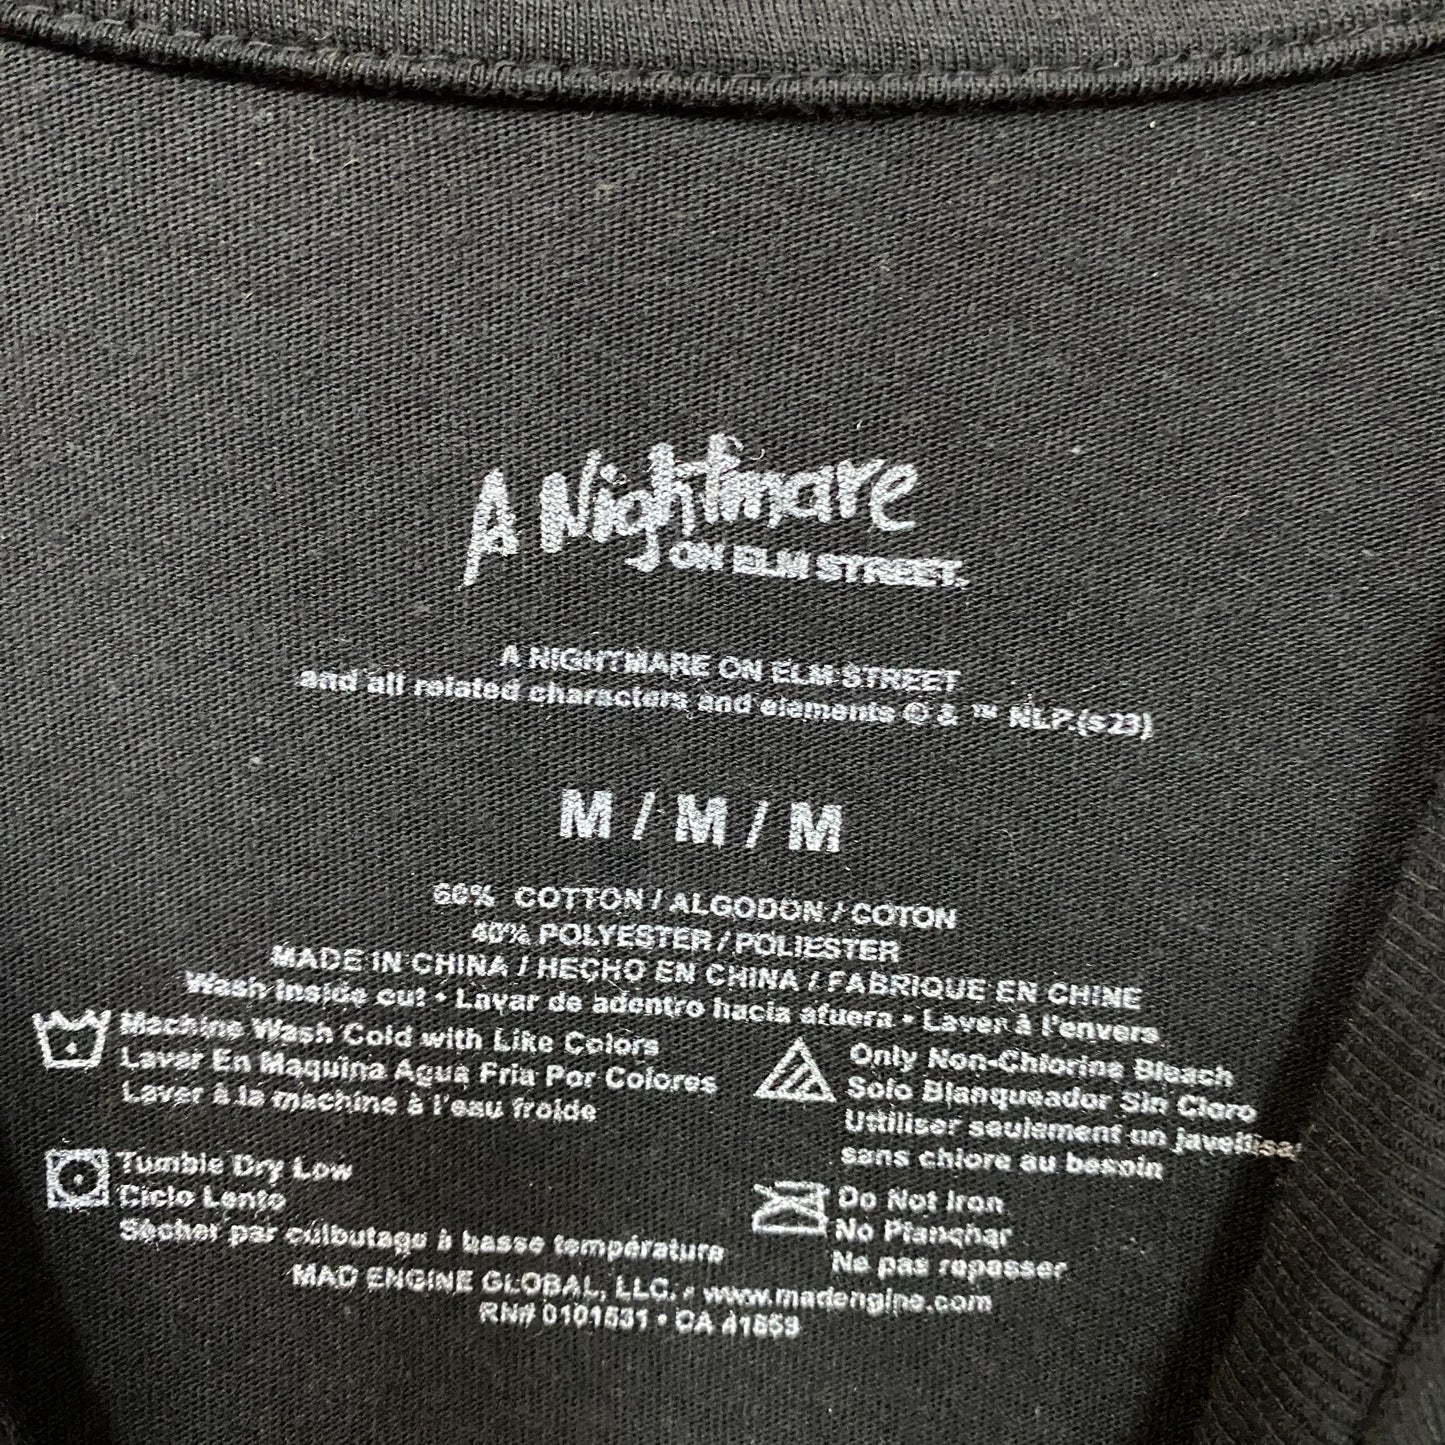 A Nightmare
ON ELM STREET™
A NIGHTMARE ON ELM STREET
and all related characters and elements © & ™ NLP.(s23)
M / M / M
60% COTTON / ALGODON / COTON
40% POLYESTER / POLIESTER
MADE IN CHINA / HECHO EN CHINA / FABRIQUE EN CHINE
Wash inside out • Lavar de adentro hacia afuera • Laver à l'envers
Machine Wash Cold with Like Colors
Lavar En Maquina Agua Fria Por Colores
Laver à la machine à l'eau froide
Only Non-Chlorine Bleach
Solo Blanqueador Sin Cloro
Uttiliser seulement un javellisa
sans chlore au besoin
Tumble Dry Low
Ciclo Lento
Sécher par culbutage à basse température
Do Not Iron
No Planchar
Ne pas repasser
MAD ENGINE GLOBAL, LLC. • www.madengine.com
RN# 0101531 • CA